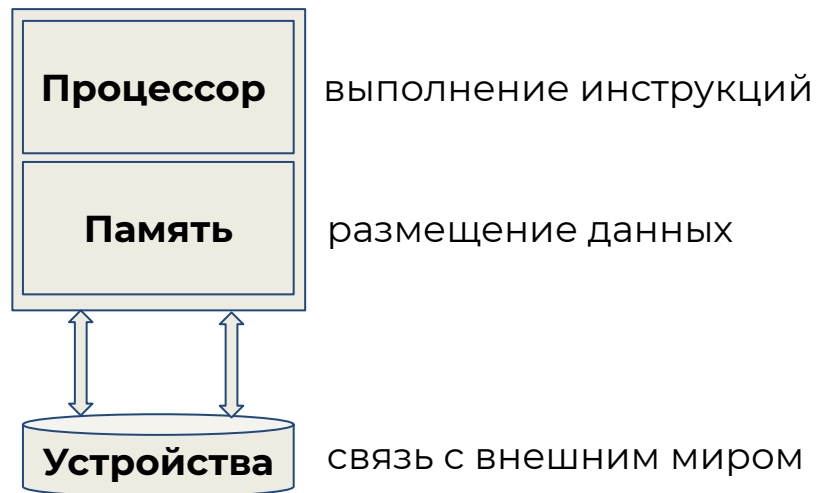 Процессор выполнение инструкций
Память размещение данных
Устройства связь с внешним миром